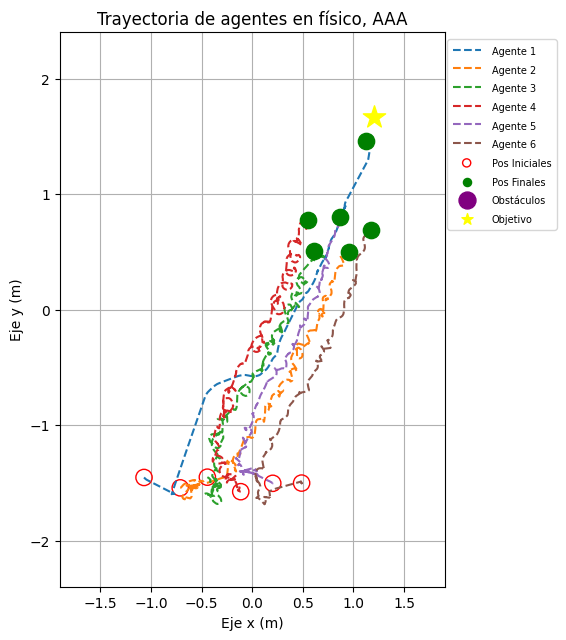 Trayectoria de agentes en físico, AAA
Eje y (m)
2
1
0
−1
−2
−1.5
−1.0
−0.5
0.0
0.5
1.0
1.5
Eje x (m)
Agente 1
Agente 2
Agente 3
Agente 4
Agente 5
Agente 6
Pos Iniciales
Pos Finales
Obstáculos
Objetivo